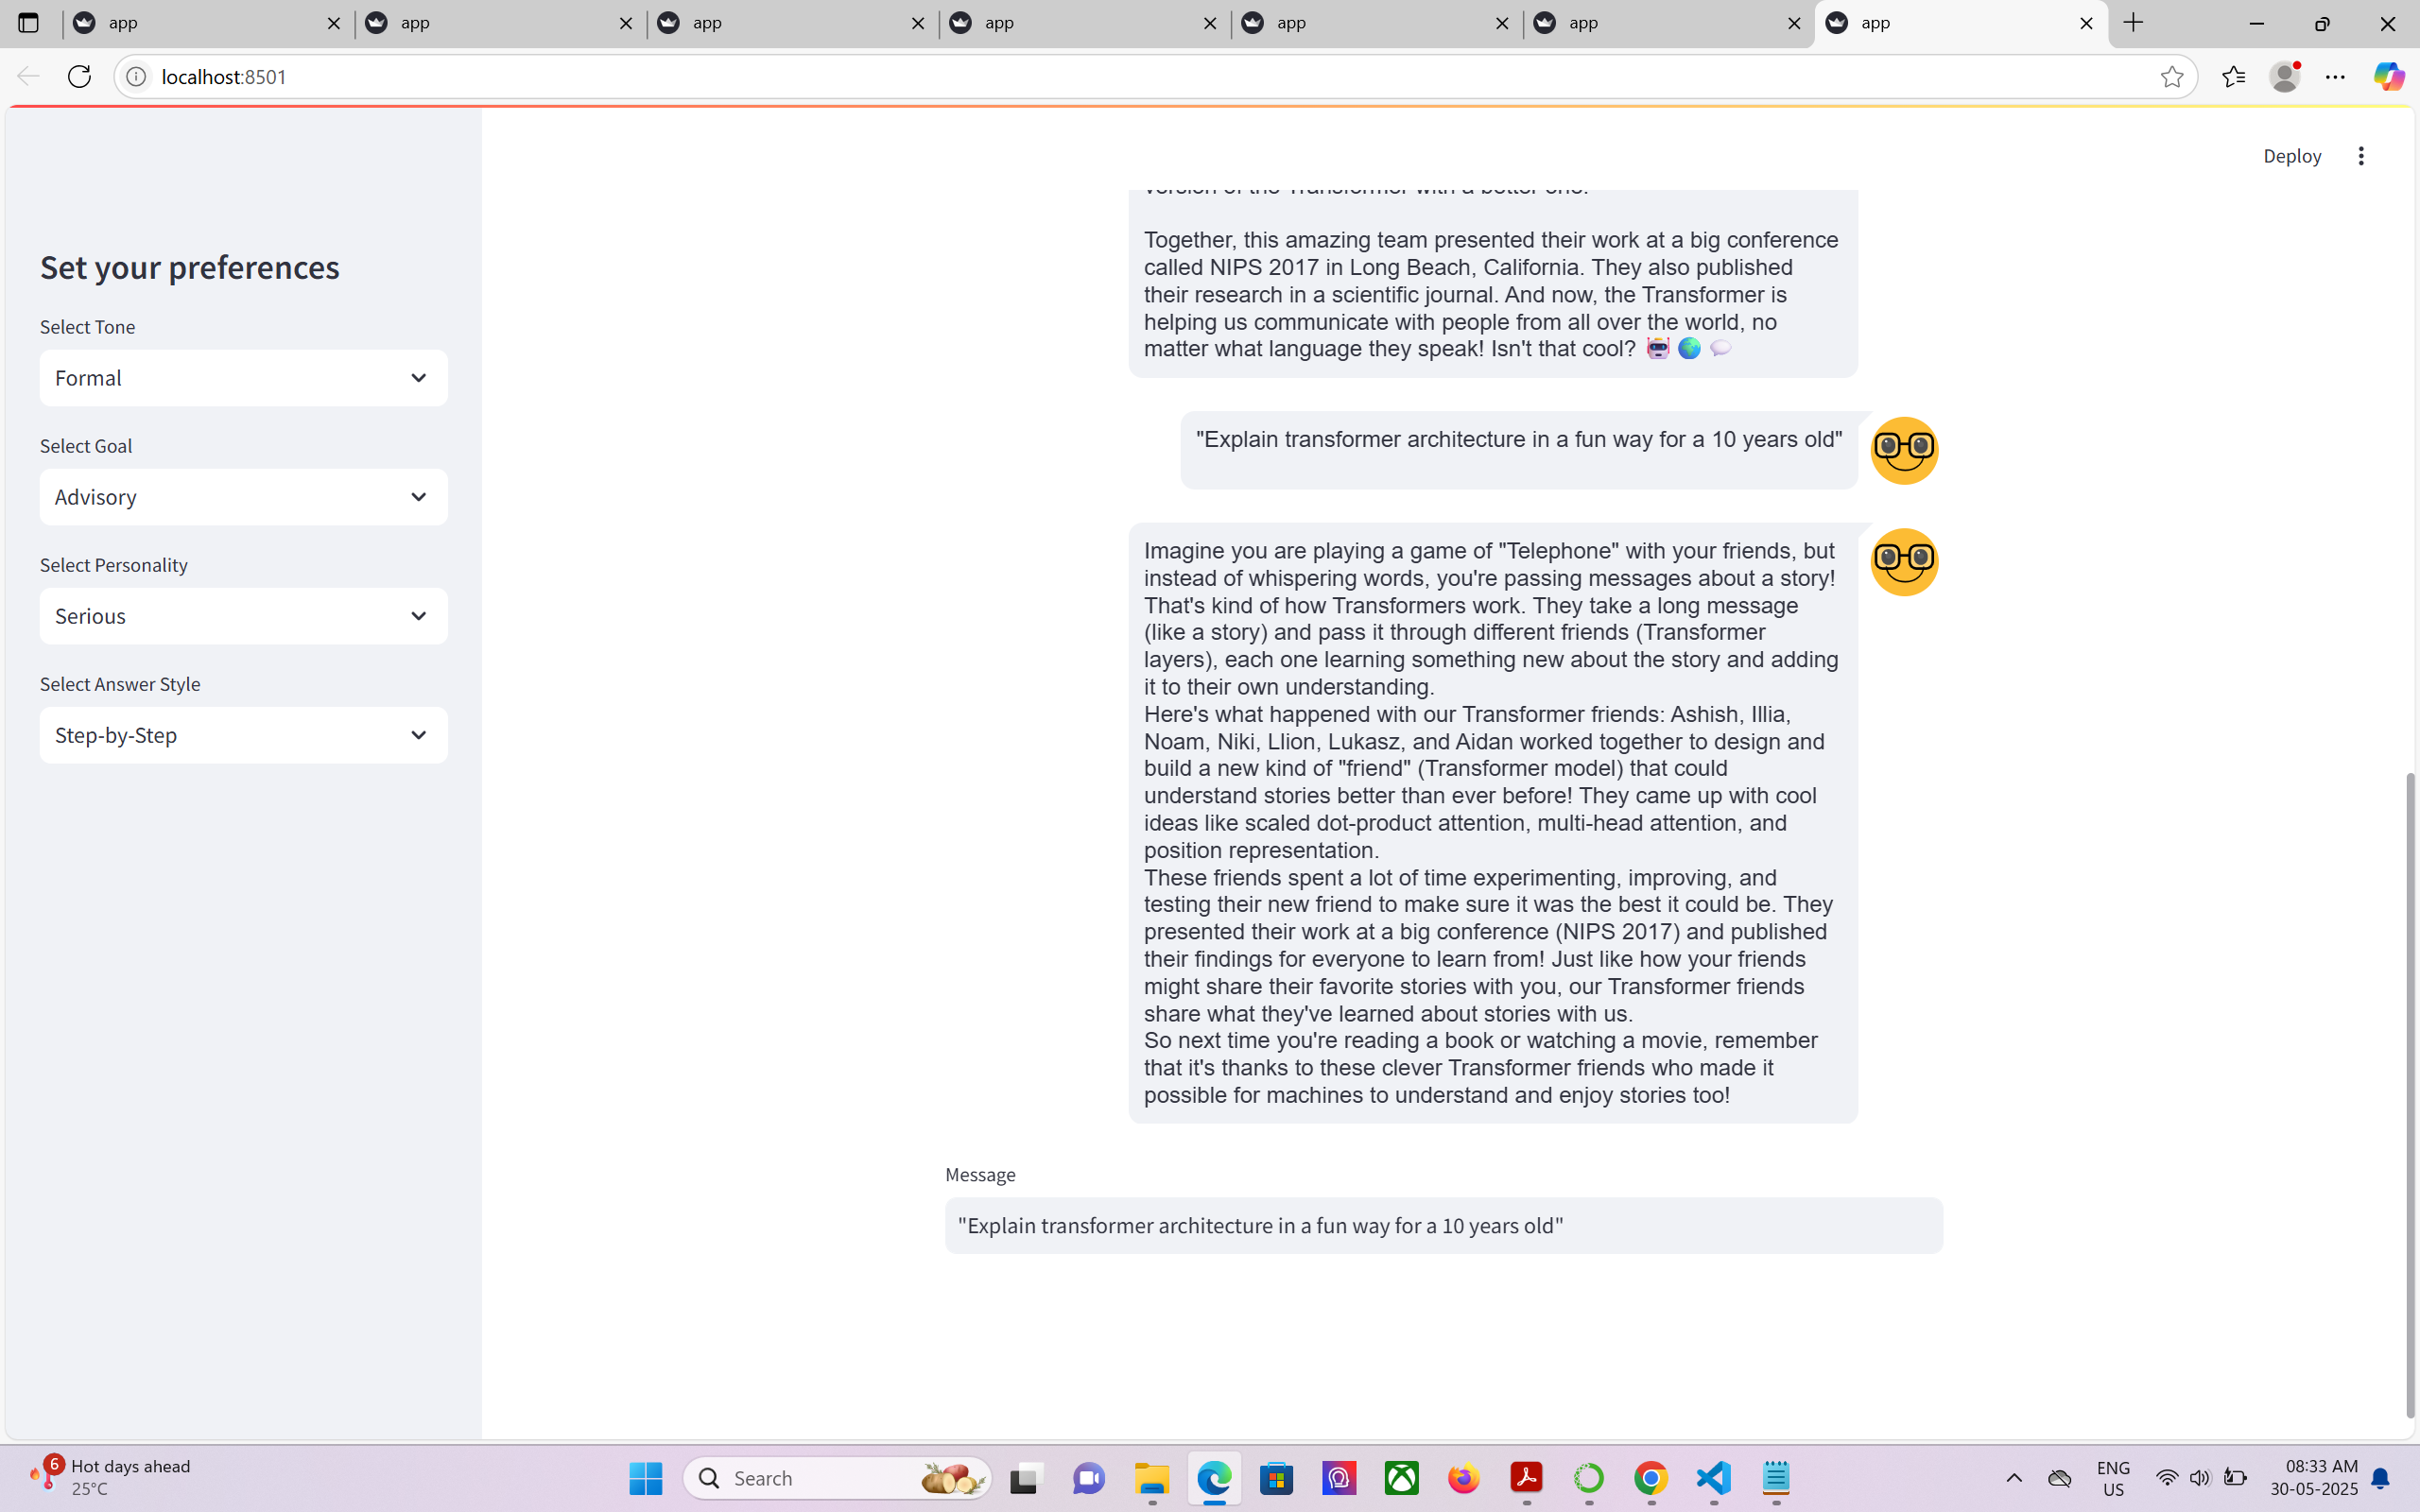 app
app
app
app
app
app
app
localhost:8501
Deploy
Set your preferences
Select Tone
Formal
Select Goal
Advisory
Select Personality
Serious
Select Answer Style
Step-by-Step
version of the Transformer with a better one.
Together, this amazing team presented their work at a big conference
called NIPS 2017 in Long Beach, California. They also published
their research in a scientific journal. And now, the Transformer is
helping us communicate with people from all over the world, no
matter what language they speak! Isn't that cool? 🤖 🌍 💬
"Explain transformer architecture in a fun way for a 10 years old"
Imagine you are playing a game of "Telephone" with your friends, but
instead of whispering words, you're passing messages about a story!
That's kind of how Transformers work. They take a long message
(like a story) and pass it through different friends (Transformer
layers), each one learning something new about the story and adding
it to their own understanding.
Here's what happened with our Transformer friends: Ashish, Illia,
Noam, Niki, Llion, Lukasz, and Aidan worked together to design and
build a new kind of "friend" (Transformer model) that could
understand stories better than ever before! They came up with cool
ideas like scaled dot-product attention, multi-head attention, and
position representation.
These friends spent a lot of time experimenting, improving, and
testing their new friend to make sure it was the best it could be. They
presented their work at a big conference (NIPS 2017) and published
their findings for everyone to learn from! Just like how your friends
might share their favorite stories with you, our Transformer friends
share what they've learned about stories with us.
So next time you're reading a book or watching a movie, remember
that it's thanks to these clever Transformer friends who made it
possible for machines to understand and enjoy stories too!
Message
"Explain transformer architecture in a fun way for a 10 years old"
6
Hot days ahead
25°C
Search
ENG
US
08:33 AM
30-05-2025